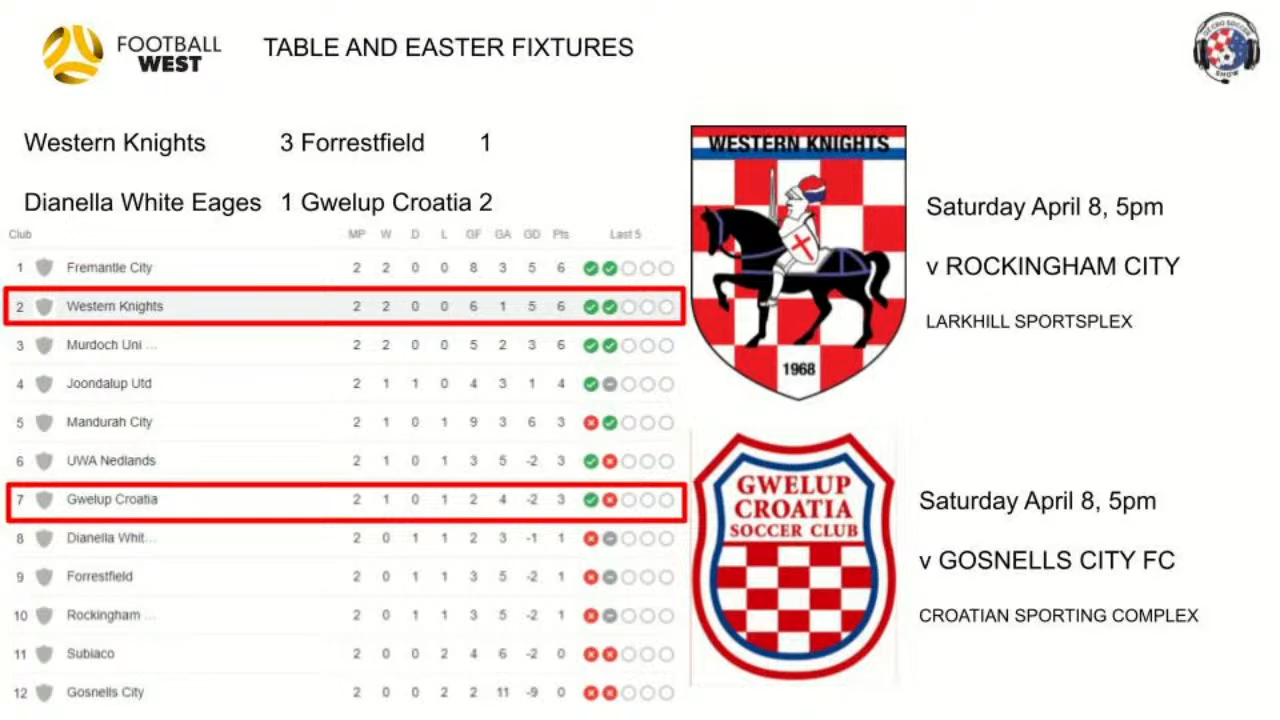 FOOTBALL
WEST
TABLE AND EASTER FIXTURES
OZ CRO SOCCER
SHOW
Western Knights 3 Forrestfield 1
Dianella White Eages 1 Gwelup Croatia 2
Club MP W D L GF GA GD Pts Last 5
1 Fremantle City 2 2 0 0 8 3 5 6
2 Western Knights 2 2 0 0 6 1 5 6
3 Murdoch Uni ... 2 2 0 0 5 2 3 6
4 Joondalup Utd 2 1 1 0 4 3 1 4
5 Mandurah City 2 1 0 1 9 3 6 3
6 UWA Nedlands 2 1 0 1 3 5 -2 3
7 Gwelup Croatia 2 1 0 1 2 4 -2 3
8 Dianella Whit... 2 0 1 1 2 3 -1 1
9 Forrestfield 2 0 1 1 3 5 -2 1
10 Rockingham ... 2 0 1 1 3 5 -2 1
11 Subiaco 2 0 0 2 4 6 -2 0
12 Gosnells City 2 0 0 2 2 11 -9 0
WESTERN KNIGHTS
1968
Saturday April 8, 5pm
v ROCKINGHAM CITY
LARKHILL SPORTSPLEX
GWELUP
CROATIA
SOCCER CLUB
Saturday April 8, 5pm
v GOSNELLS CITY FC
CROATIAN SPORTING COMPLEX